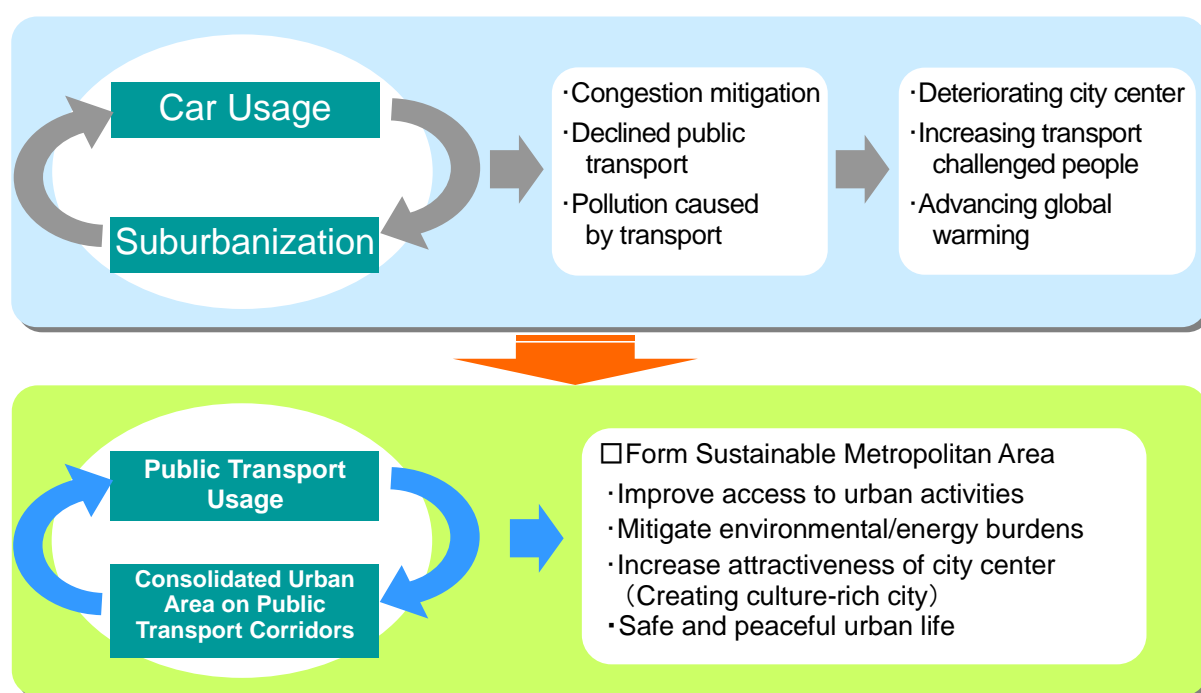 Car Usage
Suburbanization
・Congestion mitigation
・Declined public
transport
・Pollution caused
by transport
・Deteriorating city center
・Increasing transport
challenged people
・Advancing global
warming
Public Transport
Usage
Consolidated Urban
Area on Public
Transport Corridors
□Form Sustainable Metropolitan Area
・Improve access to urban activities
・Mitigate environmental/energy burdens
・Increase attractiveness of city center
（Creating culture-rich city）
・Safe and peaceful urban life